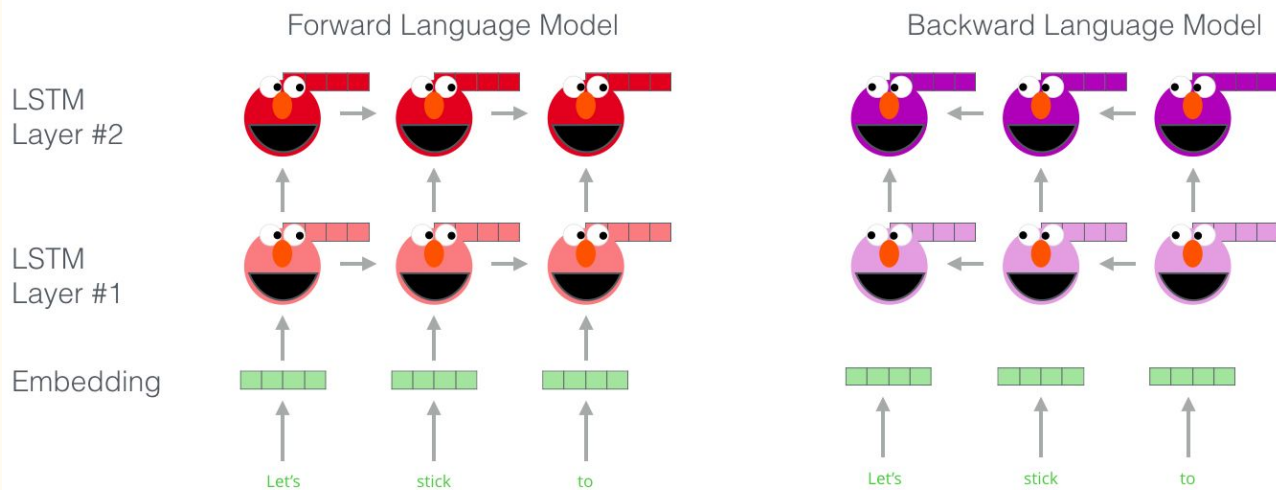 Forward Language Model
Backward Language Model
LSTM
Layer #2
LSTM
Layer #1
Embedding
Let's
stick
to
Let's
stick
to